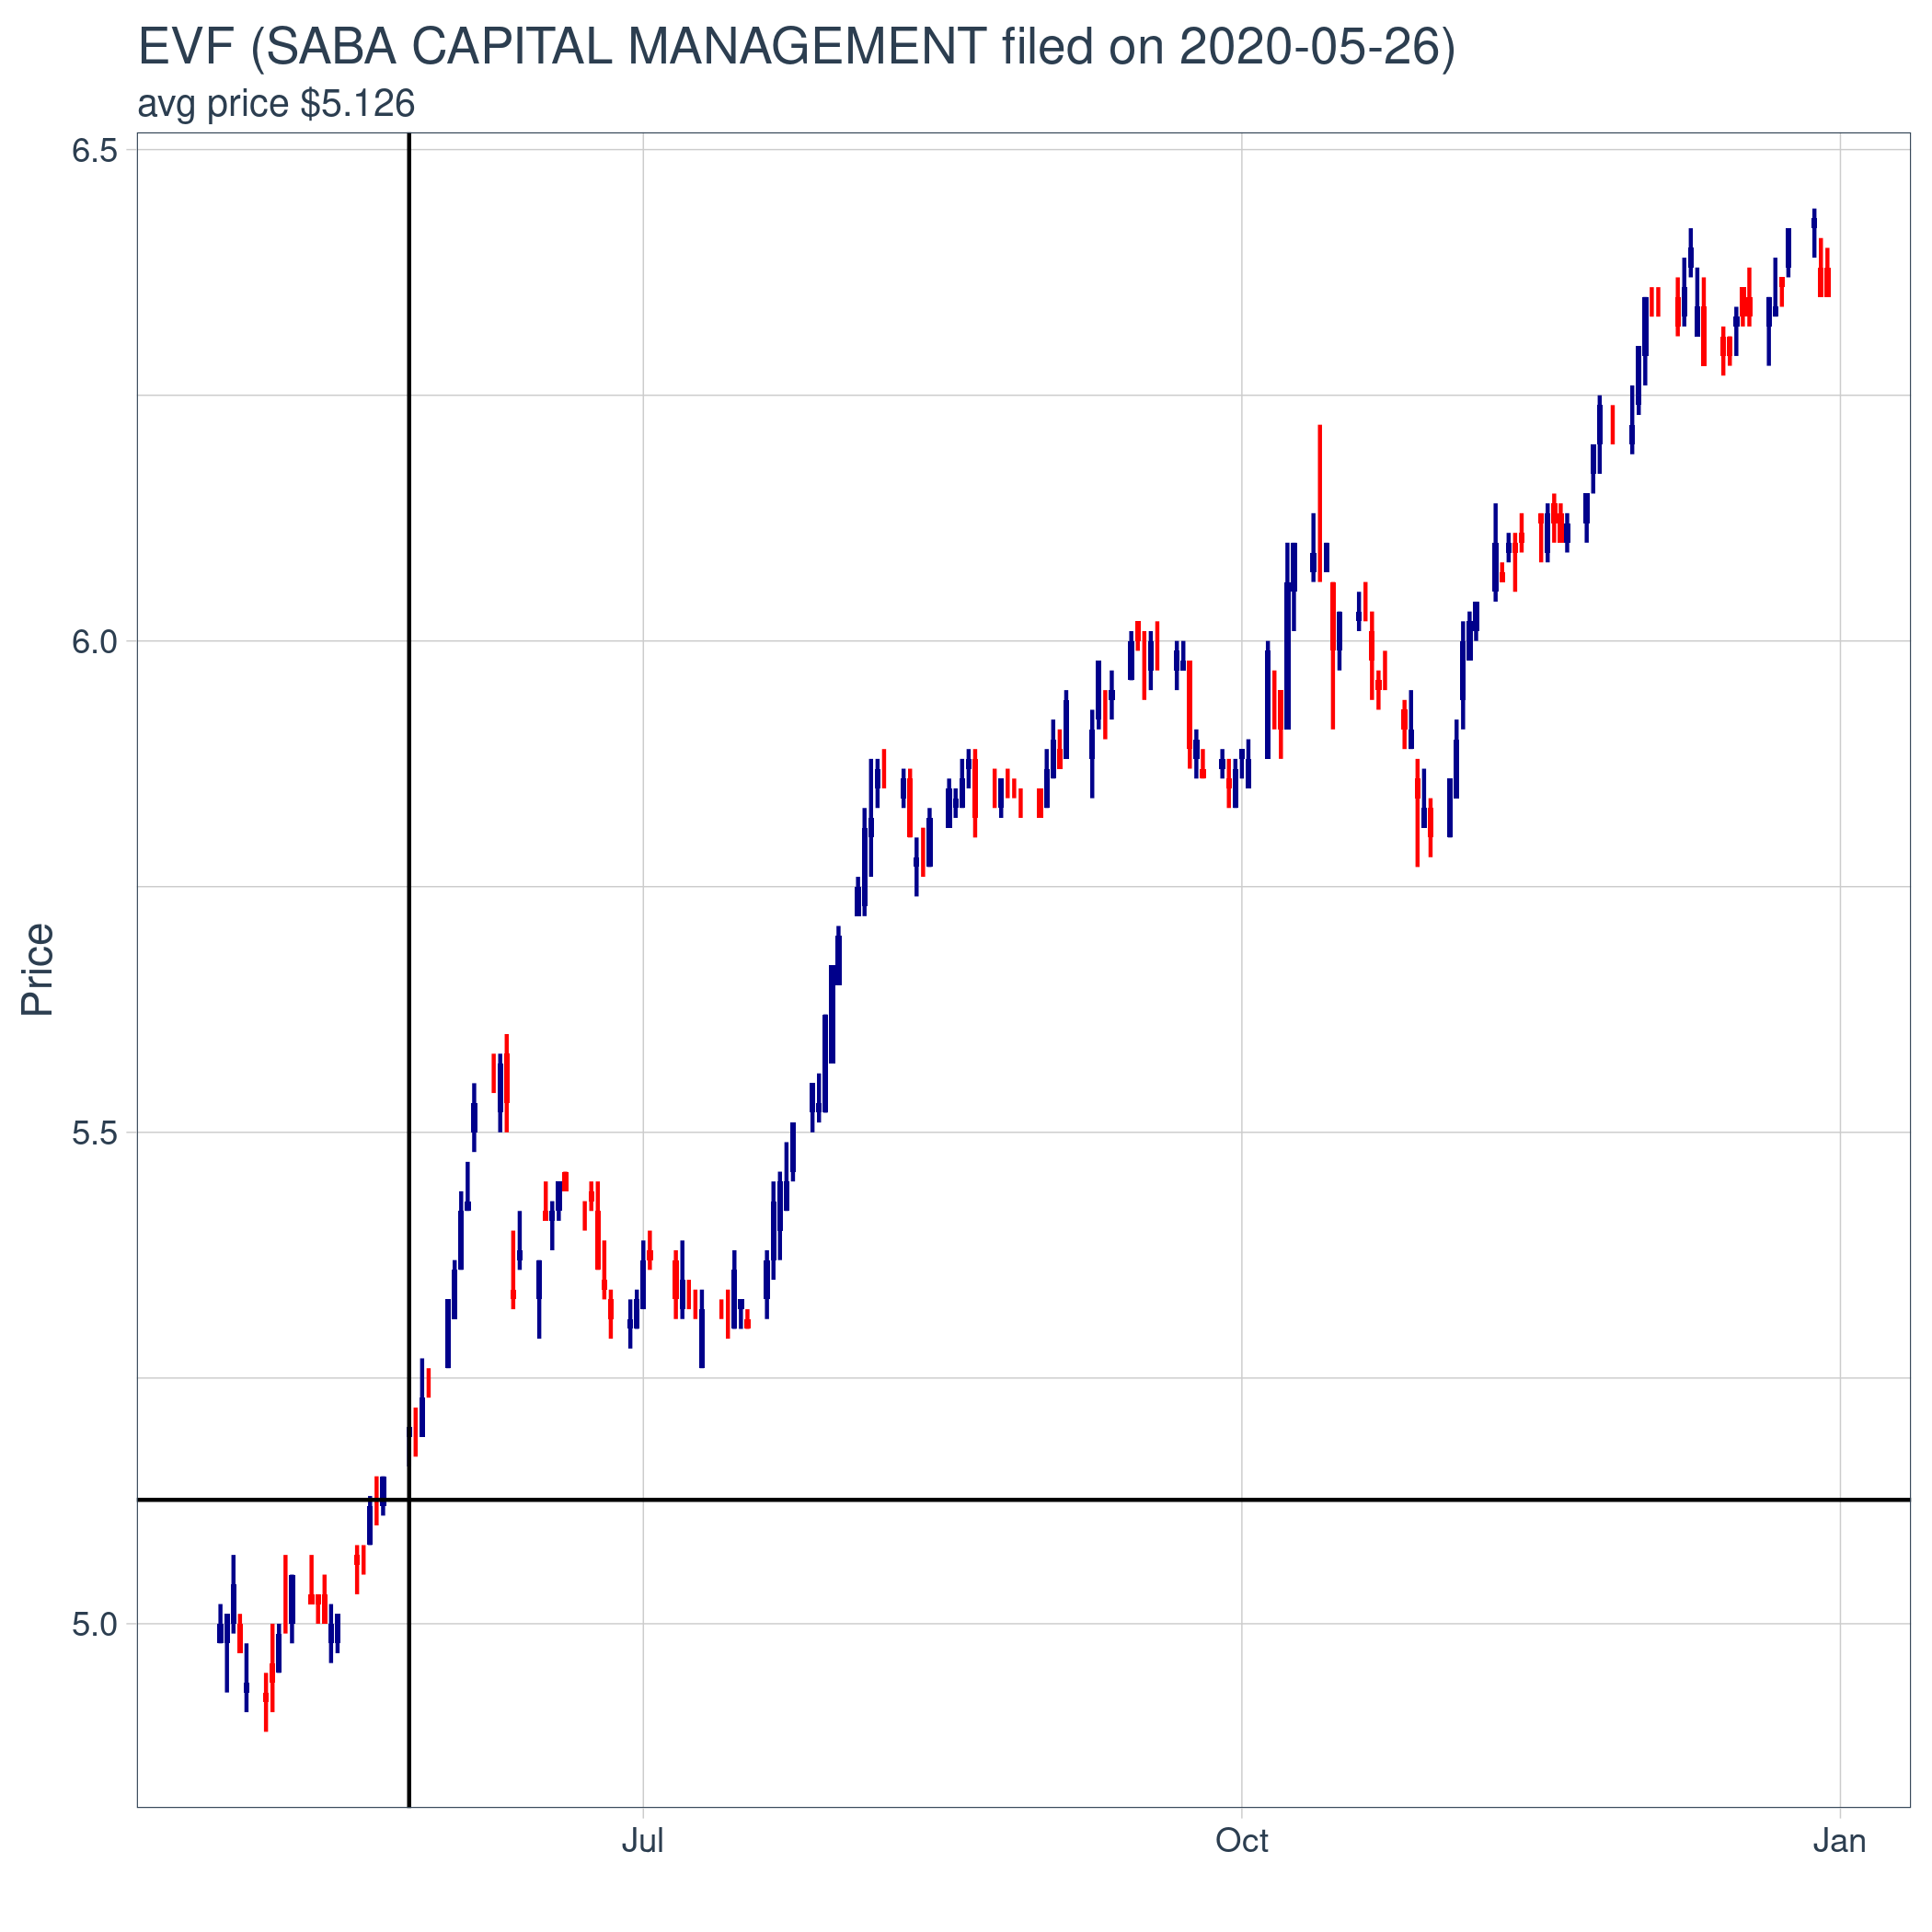 EVF (SABA CAPITAL MANAGEMENT filed on 2020-05-26)
avg price $5.126
6.5
6.0
5.5
5.0
Price
Jul
Oct
Jan